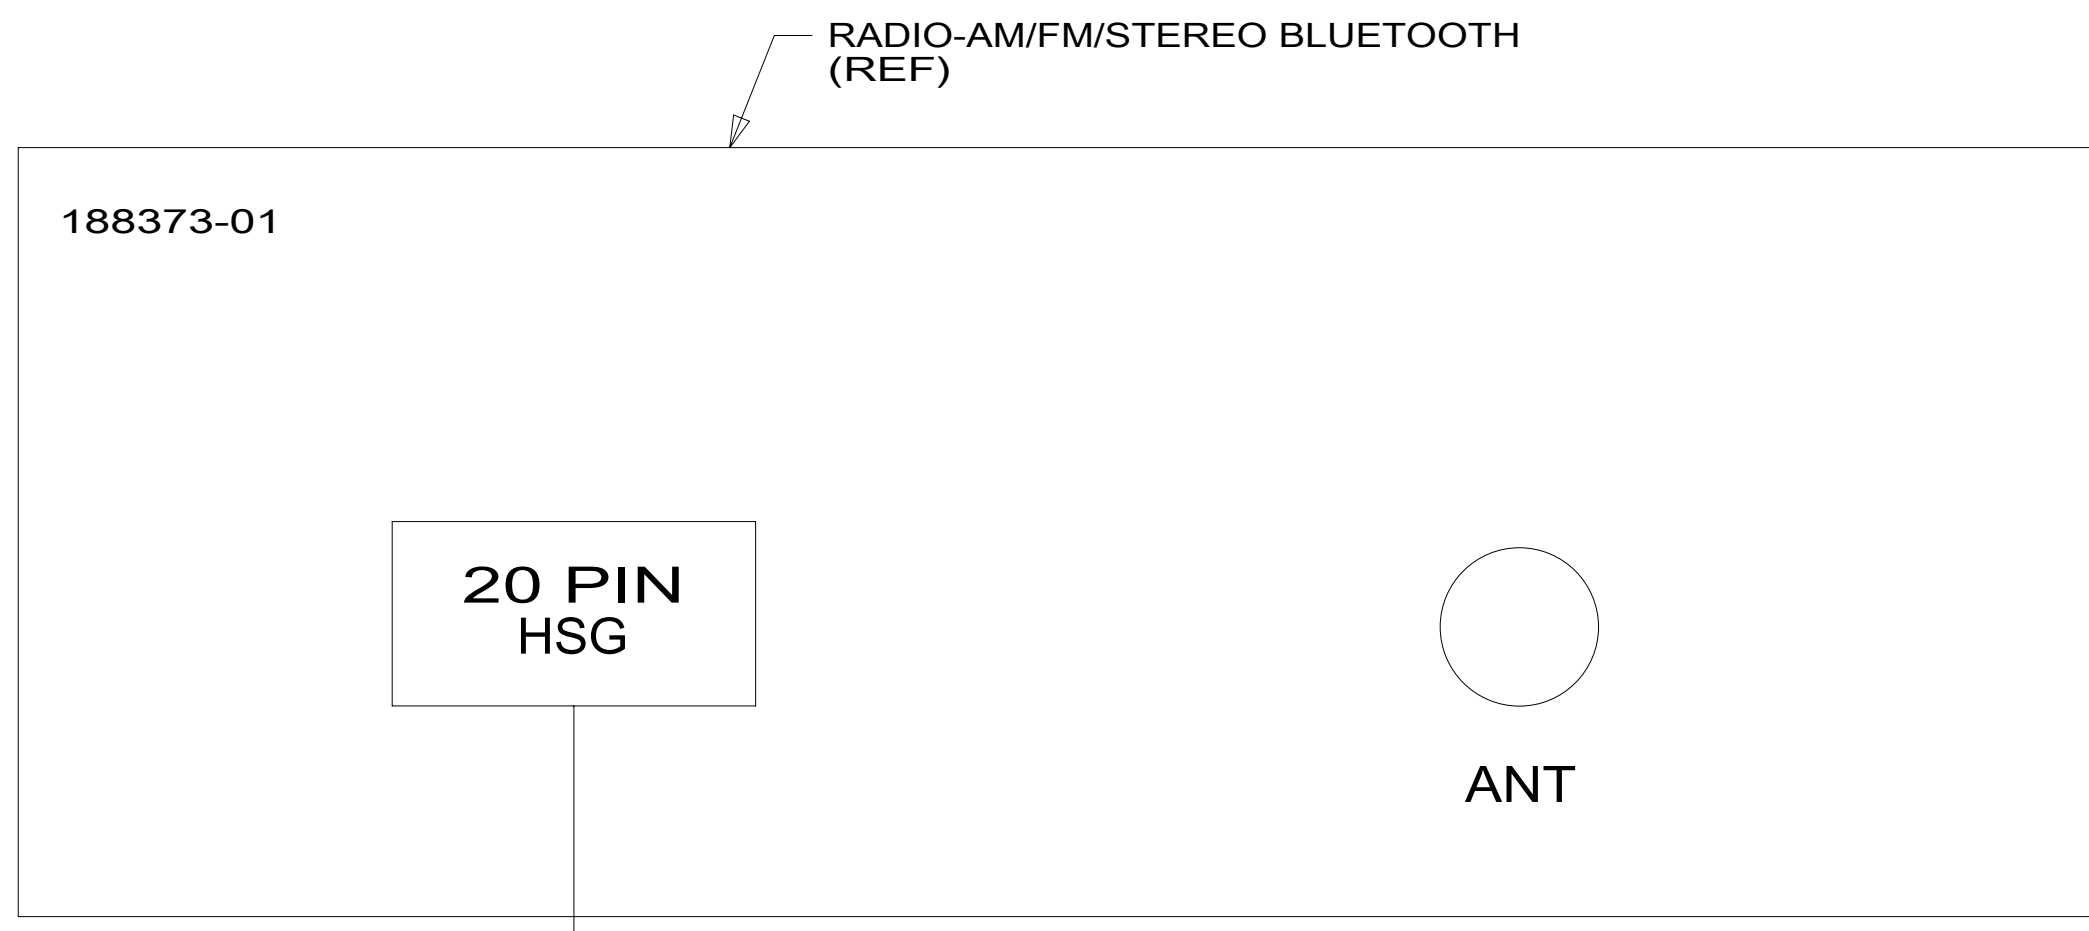 RADIO-AM/FM/STEREO BLUETOOTH
(REF)
188373-01
20 PIN
HSG
ANT